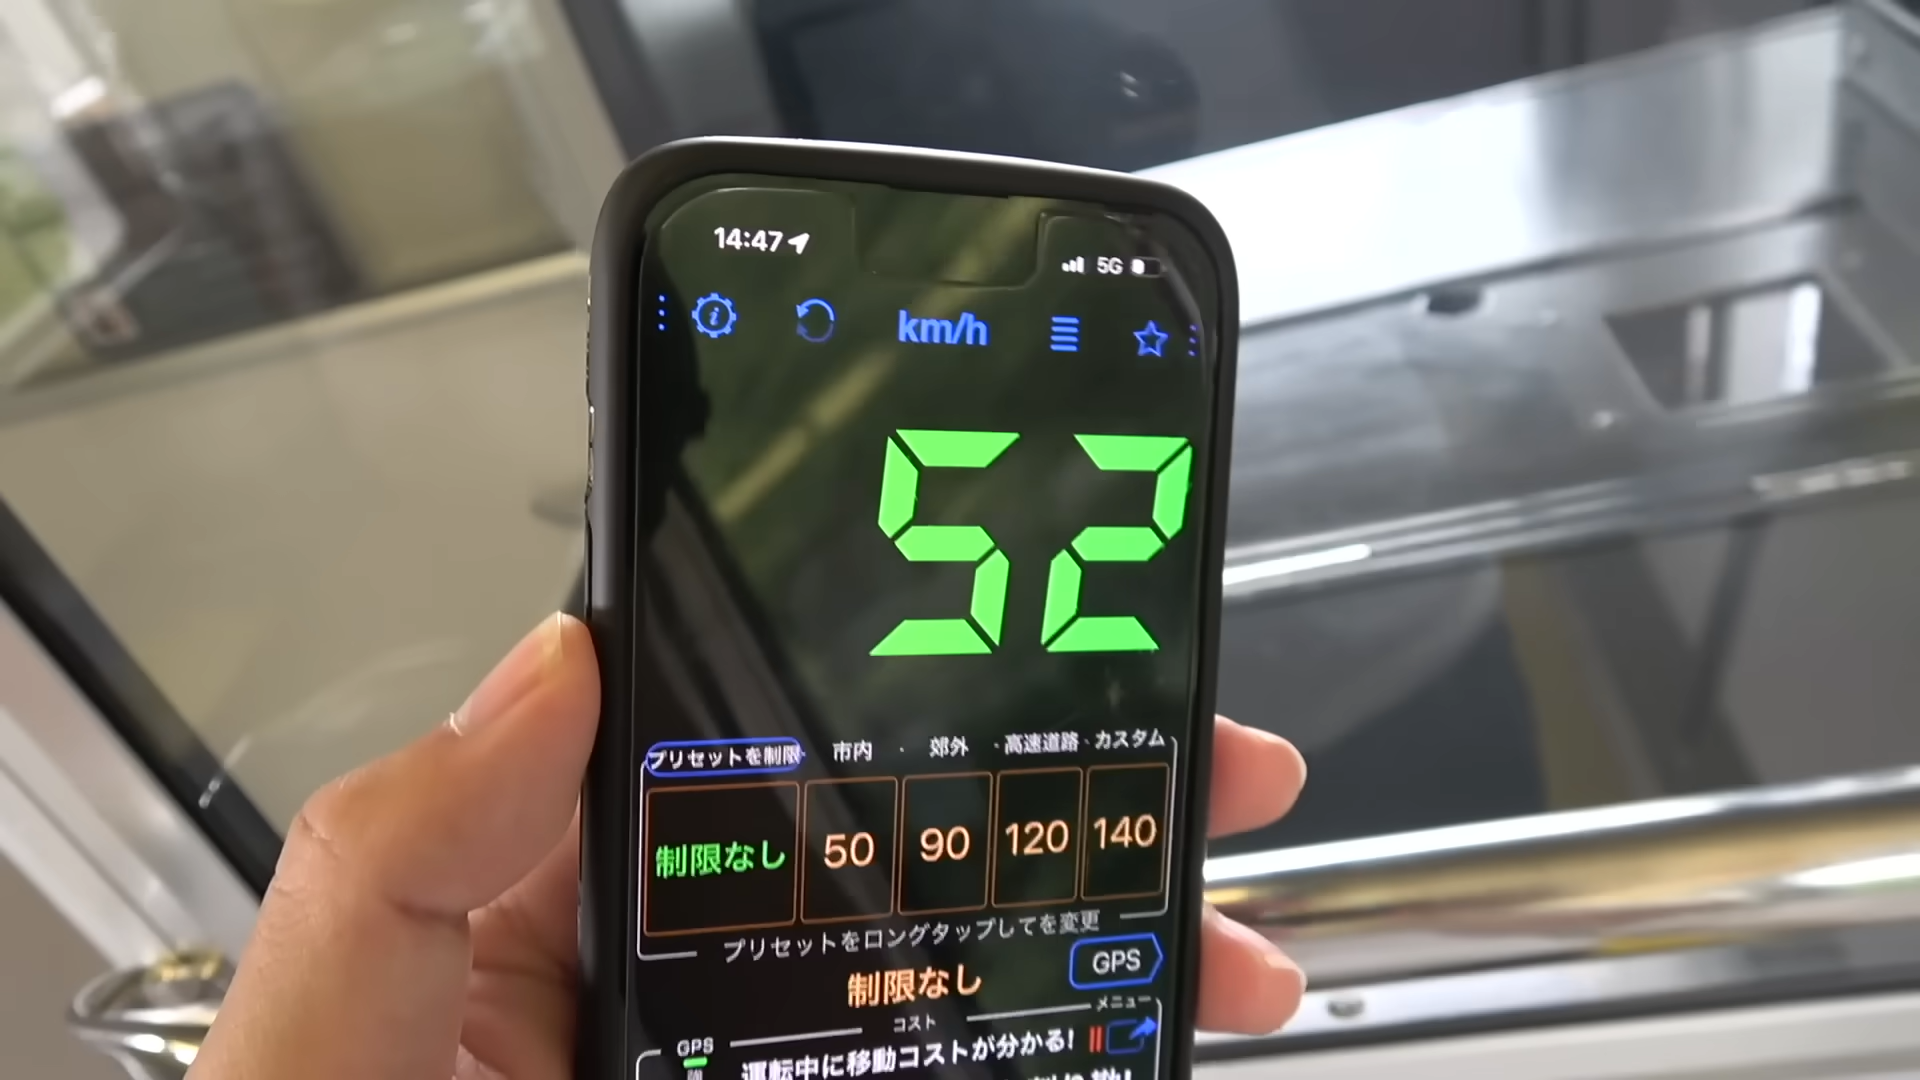 14:47 5G
km/h
52
プリセットを制限 市内 郊外 高速道路 カスタム
制限なし 50 90 120 140
プリセットをロングタップしてを変更
制限なし GPS
コスト メニュー
GPS 運転中に移動コストが分かる!